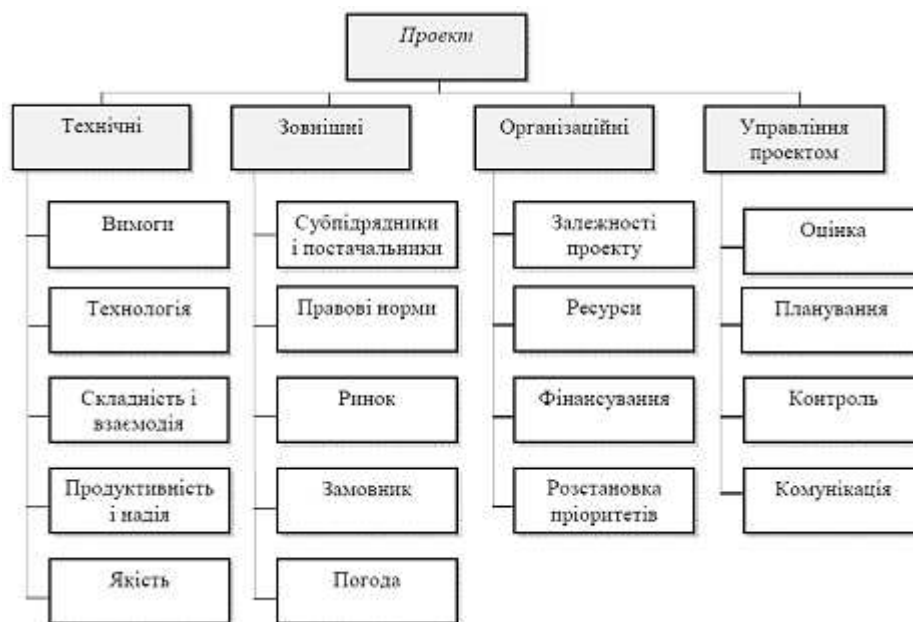 Проект
Технічні
Зовнішні
Організаційні
Управління
проектом
Вимоги
Технологія
Складність і
взаємодія
Продуктивність
і надія
Якість
Субпідрядники
і постачальники
Правові норми
Ринок
Замовник
Погода
Залежності
проекту
Ресурси
Фінансування
Розстановка
пріоритетів
Оцінка
Планування
Контроль
Комунікація